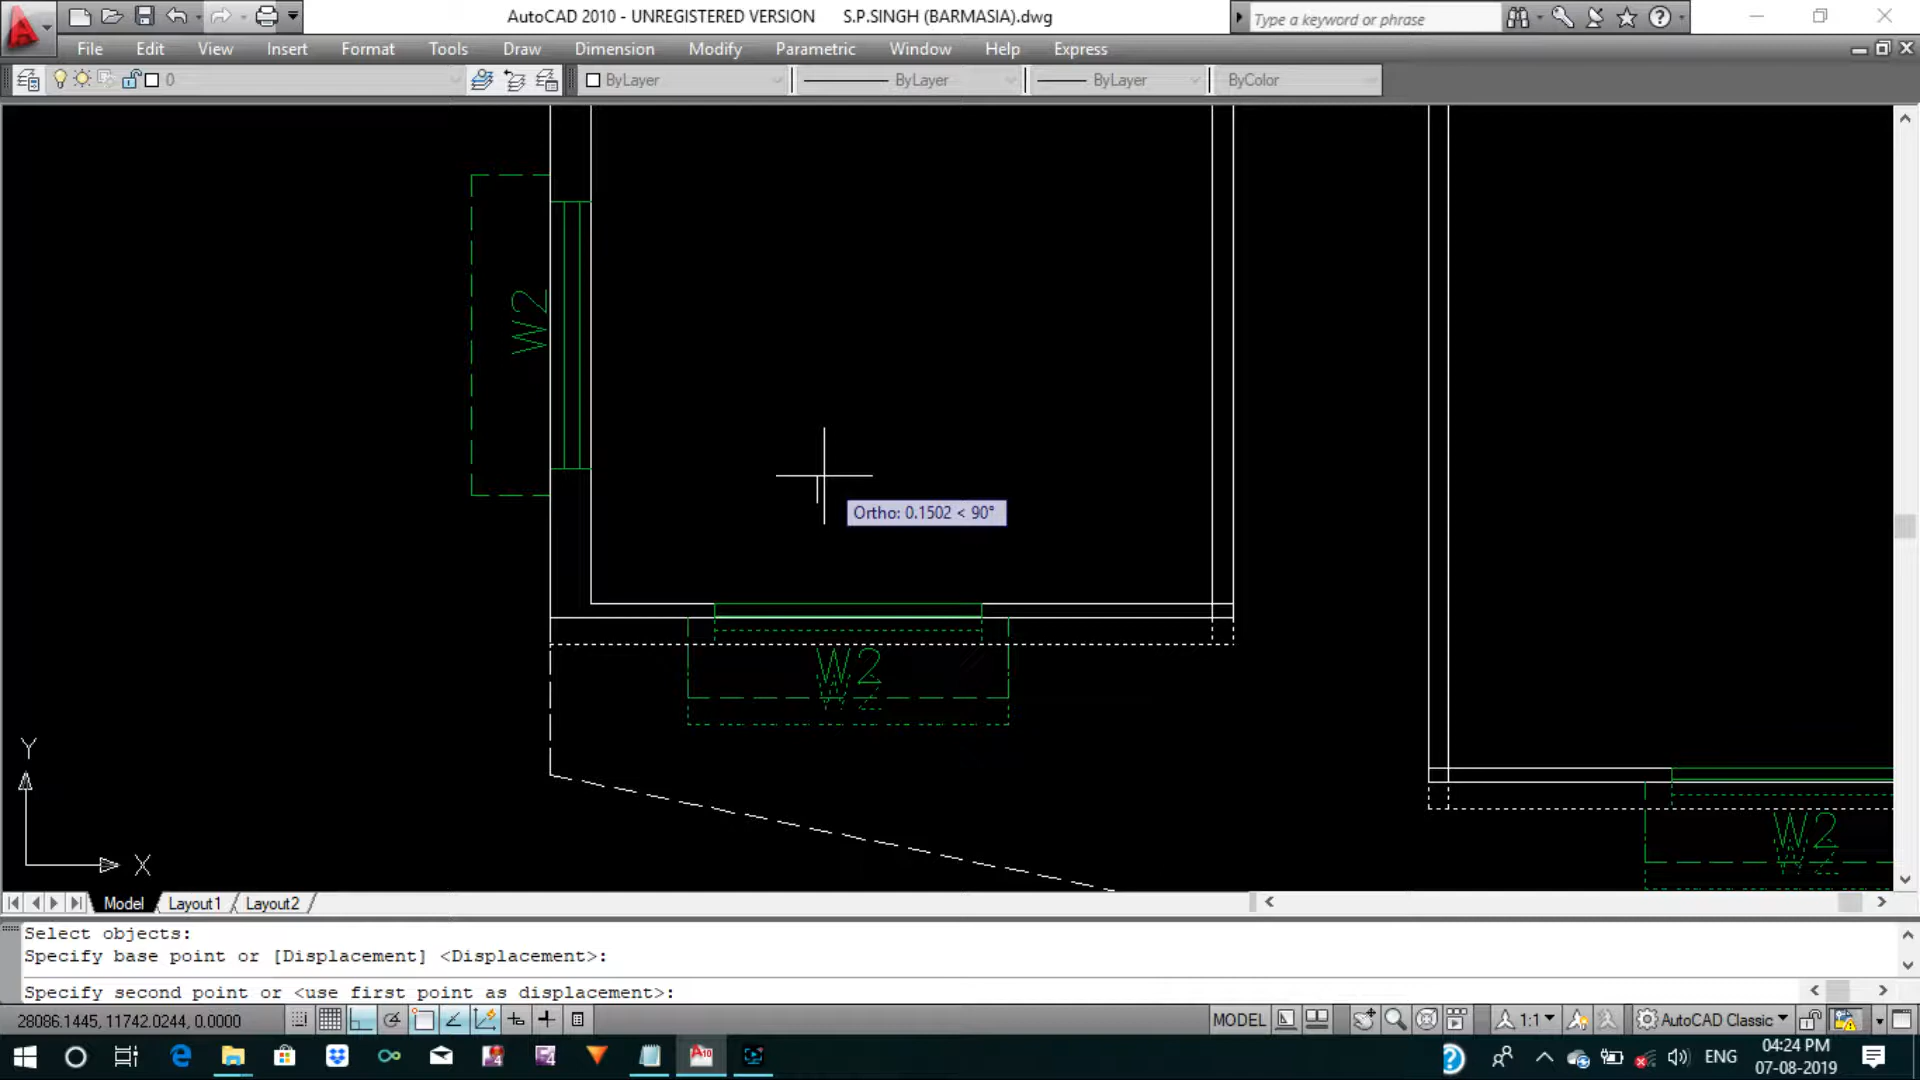 AutoCAD 2010 - UNREGISTERED VERSION S.P.SINGH (BARMASIA).dwg
Type a keyword or phrase
File Edit View Insert Format Tools Draw Dimension Modify Parametric Window Help Express
0 ByLayer ByLayer ByLayer ByColor
W2
Ortho: 0.1502 < 90°
W2
W2
W2
W2
Y
X
Model Layout1 Layout2
Select objects:
Specify base point or [Displacement] <Displacement>:
Specify second point or <use first point as displacement>:
28086.1445, 11742.0244, 0.0000 MODEL 1:1 AutoCAD Classic
ENG 04:24 PM
07-08-2019